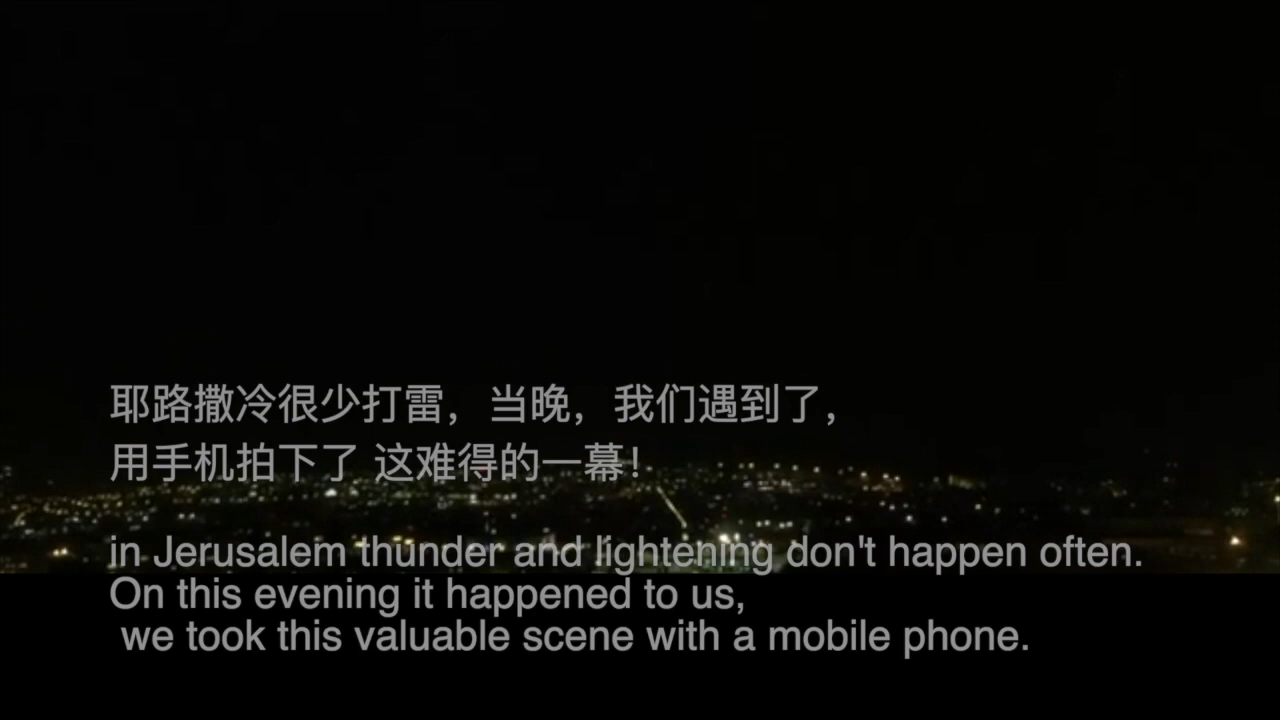 耶路撒冷很少打雷，当晚，我们遇到了，
用手机拍下了 这难得的一幕！
in Jerusalem thunder and lightening don't happen often.
On this evening it happened to us,
we took this valuable scene with a mobile phone.